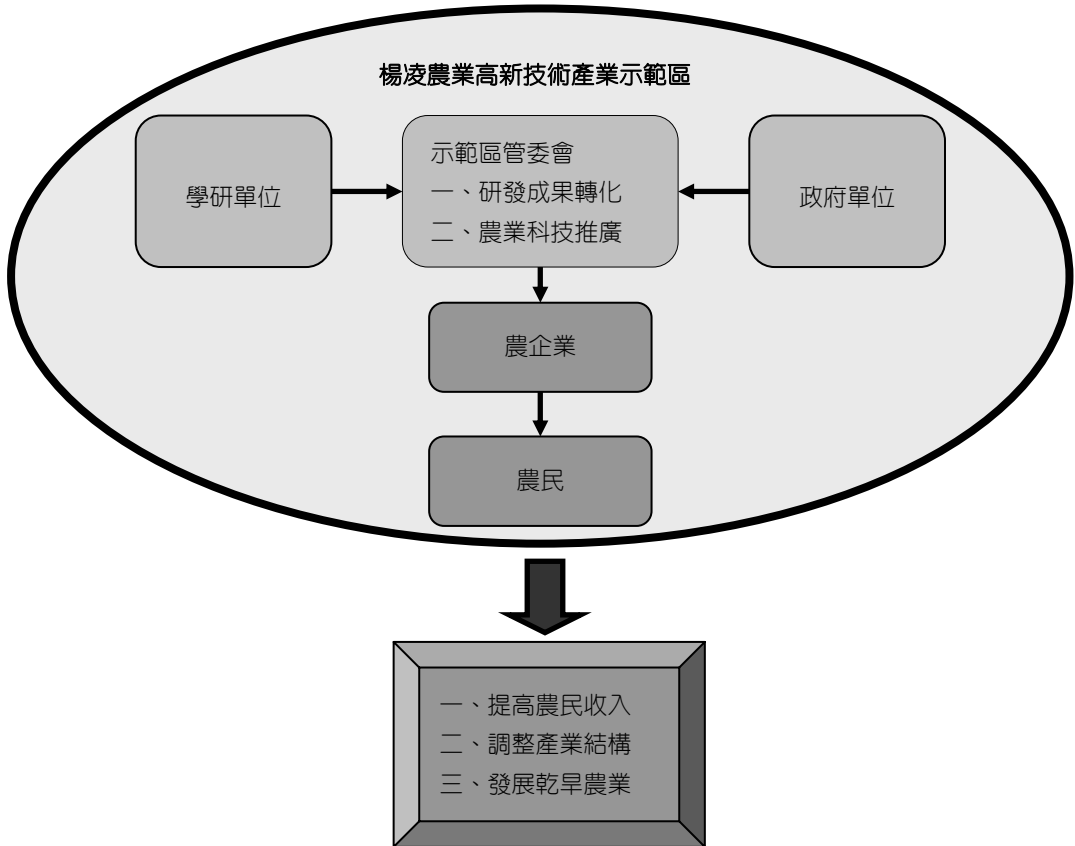 楊凌農業高新技術產業示範區
學研單位
示範區管委會
一、研發成果轉化
二、農業科技推廣
政府單位
農企業
農民
一、提高農民收入
二、調整產業結構
三、發展乾旱農業